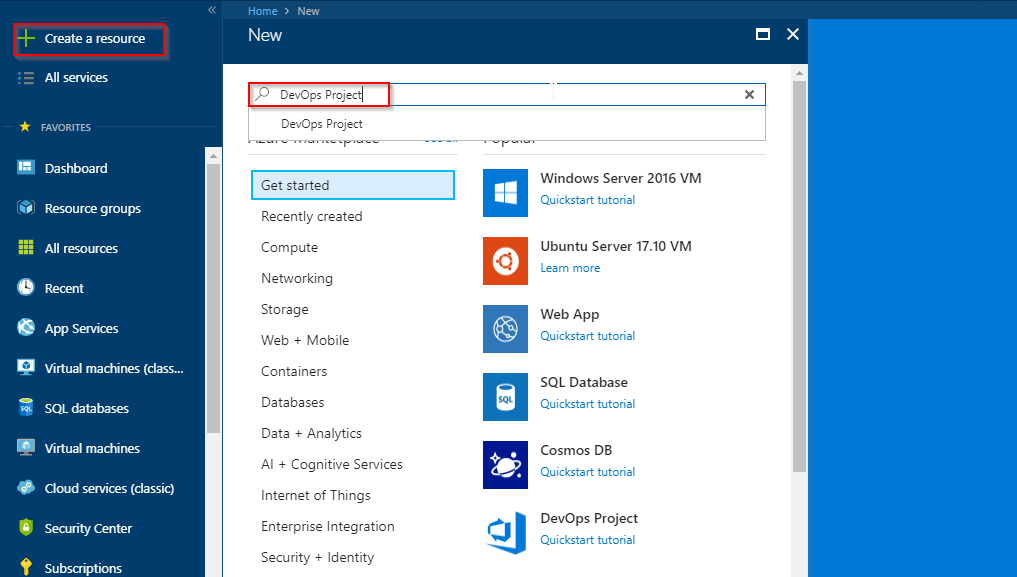 Home > New
New
Create a resource
All services
FAVORITES
Dashboard
Resource groups
All resources
Recent
App Services
Virtual machines (class...
SQL databases
Virtual machines
Cloud services (classic)
Security Center
Subscriptions
DevOps Project
DevOps Project
Azure Marketplace
Popular
Get started
Recently created
Compute
Networking
Storage
Web + Mobile
Containers
Databases
Data + Analytics
AI + Cognitive Services
Internet of Things
Enterprise Integration
Security + Identity
Windows Server 2016 VM
Quickstart tutorial
Ubuntu Server 17.10 VM
Learn more
Web App
Quickstart tutorial
SQL
SQL Database
Quickstart tutorial
Cosmos DB
Quickstart tutorial
DevOps Project
Quickstart tutorial